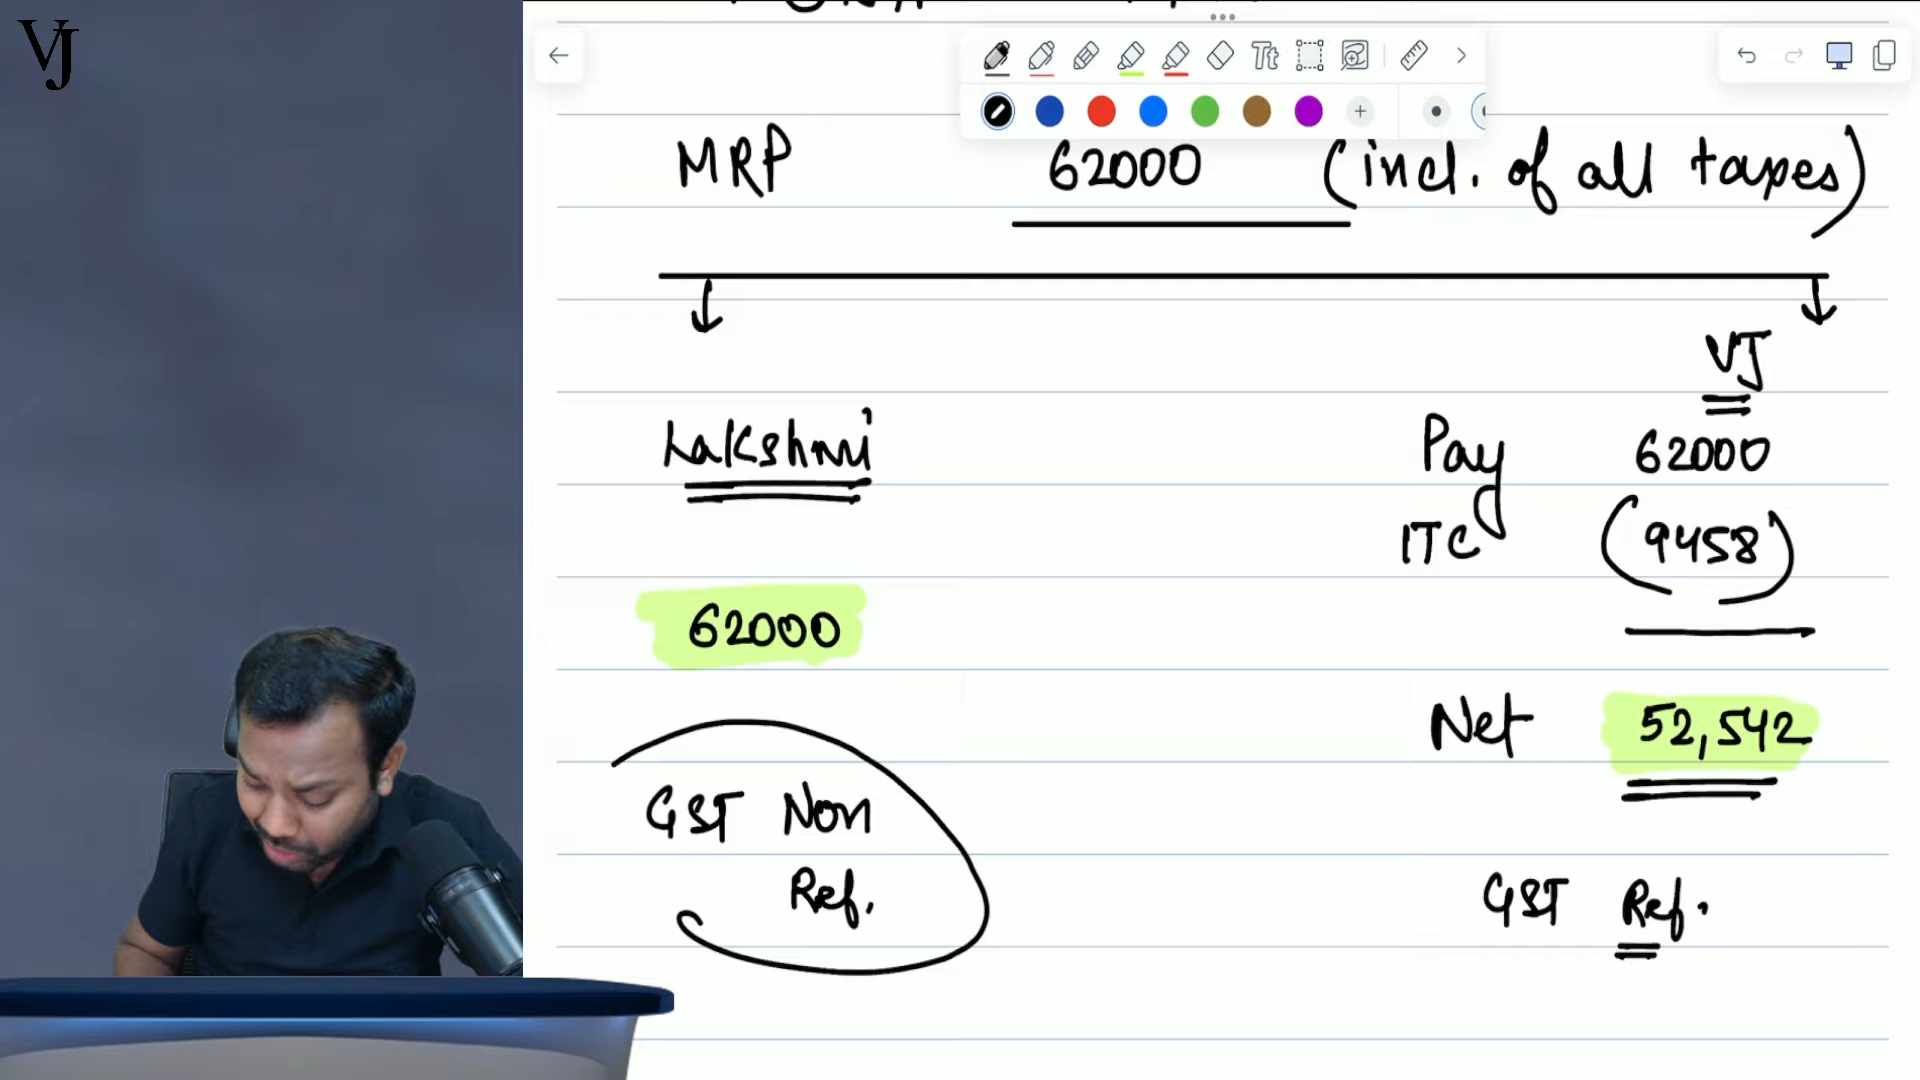 VJ
Tt
MRP 62000 (incl. of all taxes)
VJ
Lakshmi
Pay 62000
ITC (9458)
62000
Net 52,542
GST Non
Ref.
GST Ref.